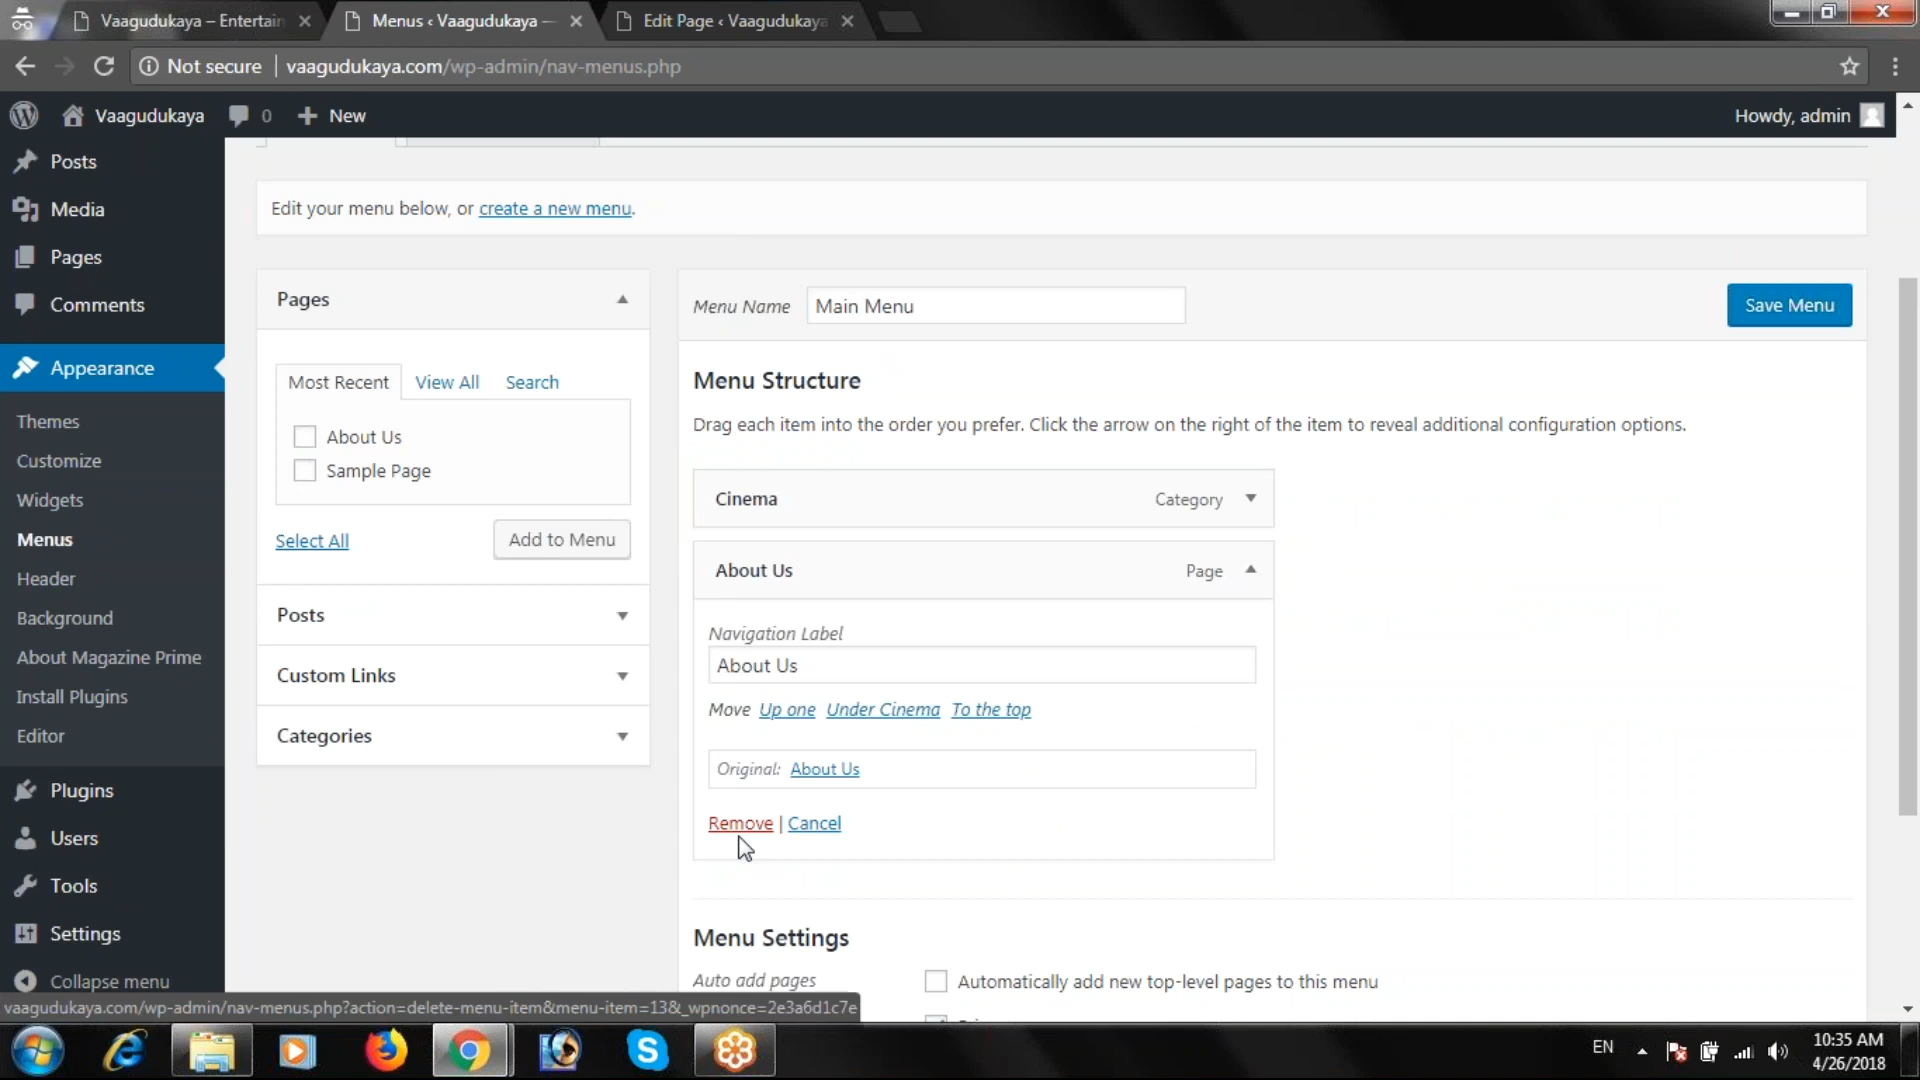 Vaagudukaya – Entertain
Menus ‹ Vaagudukaya —
Edit Page ‹ Vaagudukaya
Not secure
vaagudukaya.com/wp-admin/nav-menus.php
Vaagudukaya
0
New
Howdy, admin
Posts
Media
Pages
Comments
Appearance
Themes
Customize
Widgets
Menus
Header
Background
About Magazine Prime
Install Plugins
Editor
Plugins
Users
Tools
Settings
Collapse menu
Edit your menu below, or create a new menu.
Pages
Most Recent
View All
Search
About Us
Sample Page
Select All
Add to Menu
Posts
Custom Links
Categories
Menu Name
Main Menu
Save Menu
Menu Structure
Drag each item into the order you prefer. Click the arrow on the right of the item to reveal additional configuration options.
Cinema
Category
About Us
Page
Navigation Label
About Us
Move Up one Under Cinema To the top
Original: About Us
Remove | Cancel
Menu Settings
Auto add pages
Automatically add new top-level pages to this menu
vaagudukaya.com/wp-admin/nav-menus.php?action=delete-menu-item&menu-item=13&_wpnonce=2e3a6d1c7e
EN
10:35 AM
4/26/2018